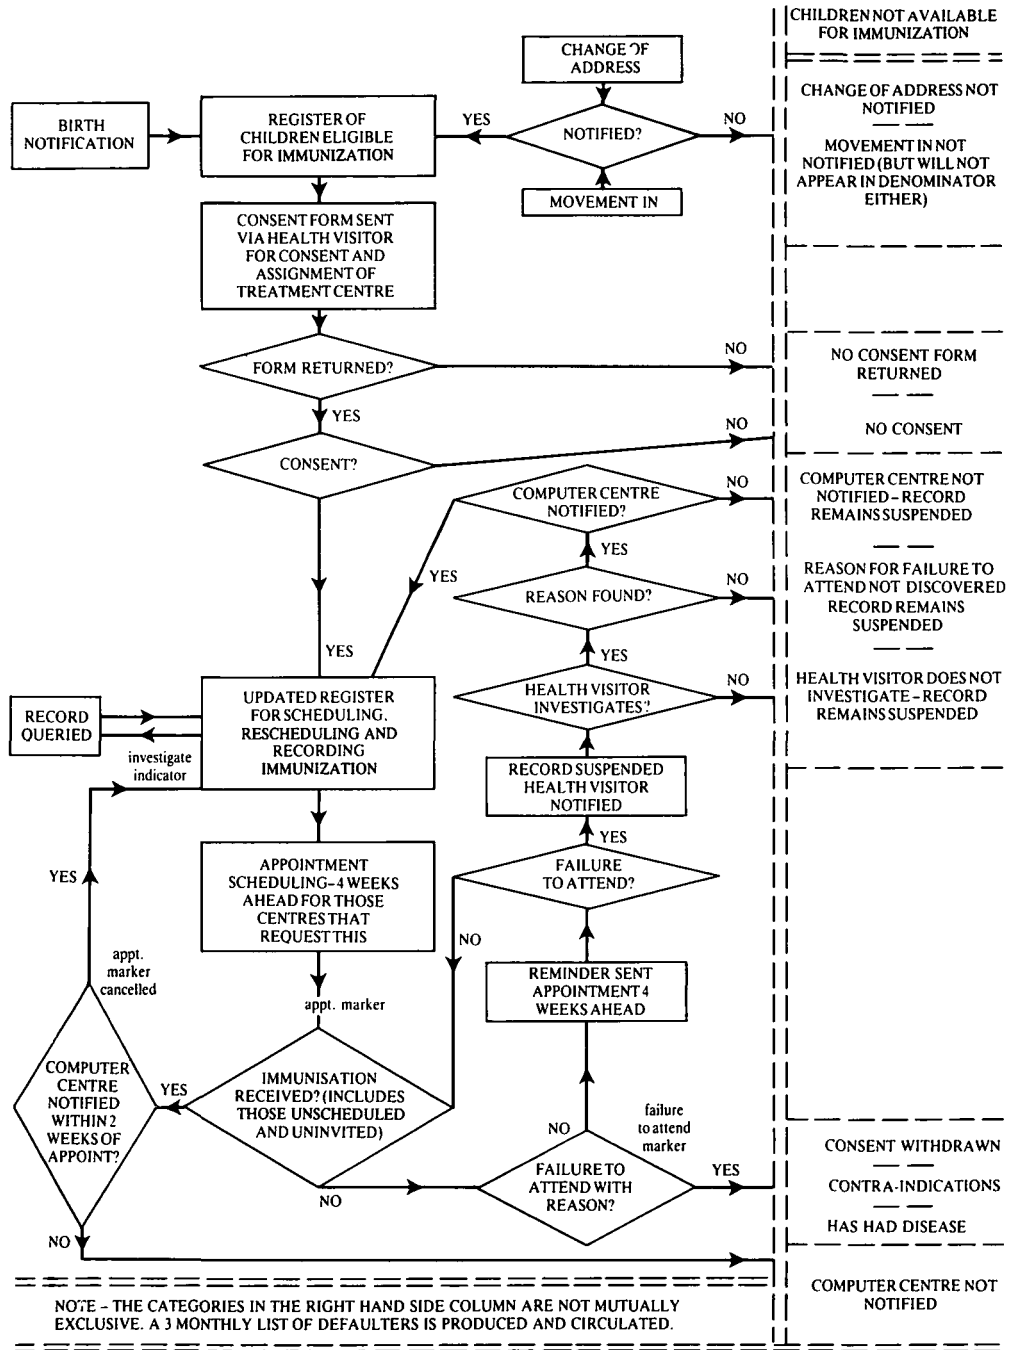 CHILDREN NOT AVAILABLE
FOR IMMUNIZATION
CHANGE OF
ADDRESS
CHANGE OF ADDRESS NOT
NOTIFIED
BIRTH
NOTIFICATION
REGISTER OF
CHILDREN ELIGIBLE
FOR IMMUNIZATION
YES
NOTIFIED?
NO
MOVEMENT IN NOT
NOTIFIED (BUT WILL NOT
APPEAR IN DENOMINATOR
EITHER)
MOVEMENT IN
CONSENT FORM SENT
VIA HEALTH VISITOR
FOR CONSENT AND
ASSIGNMENT OF
TREATMENT CENTRE
FORM RETURNED?
NO
NO CONSENT FORM
RETURNED
YES
CONSENT?
NO
NO CONSENT
COMPUTER CENTRE
NOTIFIED?
NO
COMPUTER CENTRE NOT
NOTIFIED – RECORD
REMAINS SUSPENDED
YES
YES
REASON FOUND?
NO
REASON FOR FAILURE TO
ATTEND NOT DISCOVERED
RECORD REMAINS
SUSPENDED
YES
YES
HEALTH VISITOR
INVESTIGATES?
NO
HEALTH VISITOR DOES NOT
INVESTIGATE – RECORD
REMAINS SUSPENDED
RECORD
QUERIED
UPDATED REGISTER
FOR SCHEDULING,
RESCHEDULING AND
RECORDING
IMMUNIZATION
investigate
indicator
RECORD SUSPENDED
HEALTH VISITOR
NOTIFIED
YES
YES
APPOINTMENT
SCHEDULING–4 WEEKS
AHEAD FOR THOSE
CENTRES THAT
REQUEST THIS
FAILURE
TO ATTEND?
NO
appt.
marker
cancelled
REMINDER SENT
APPOINTMENT 4
WEEKS AHEAD
appt. marker
COMPUTER
CENTRE
NOTIFIED
WITHIN 2
WEEKS OF
APPOINT?
YES
IMMUNISATION
RECEIVED? (INCLUDES
THOSE UNSCHEDULED
AND UNINVITED)
NO
failure
to attend
marker
NO
FAILURE TO
ATTEND WITH
REASON?
YES
CONSENT WITHDRAWN
CONTRA-INDICATIONS
HAS HAD DISEASE
NO
COMPUTER CENTRE NOT
NOTIFIED
NOTE – THE CATEGORIES IN THE RIGHT HAND SIDE COLUMN ARE NOT MUTUALLY
EXCLUSIVE. A 3 MONTHLY LIST OF DEFAULTERS IS PRODUCED AND CIRCULATED.